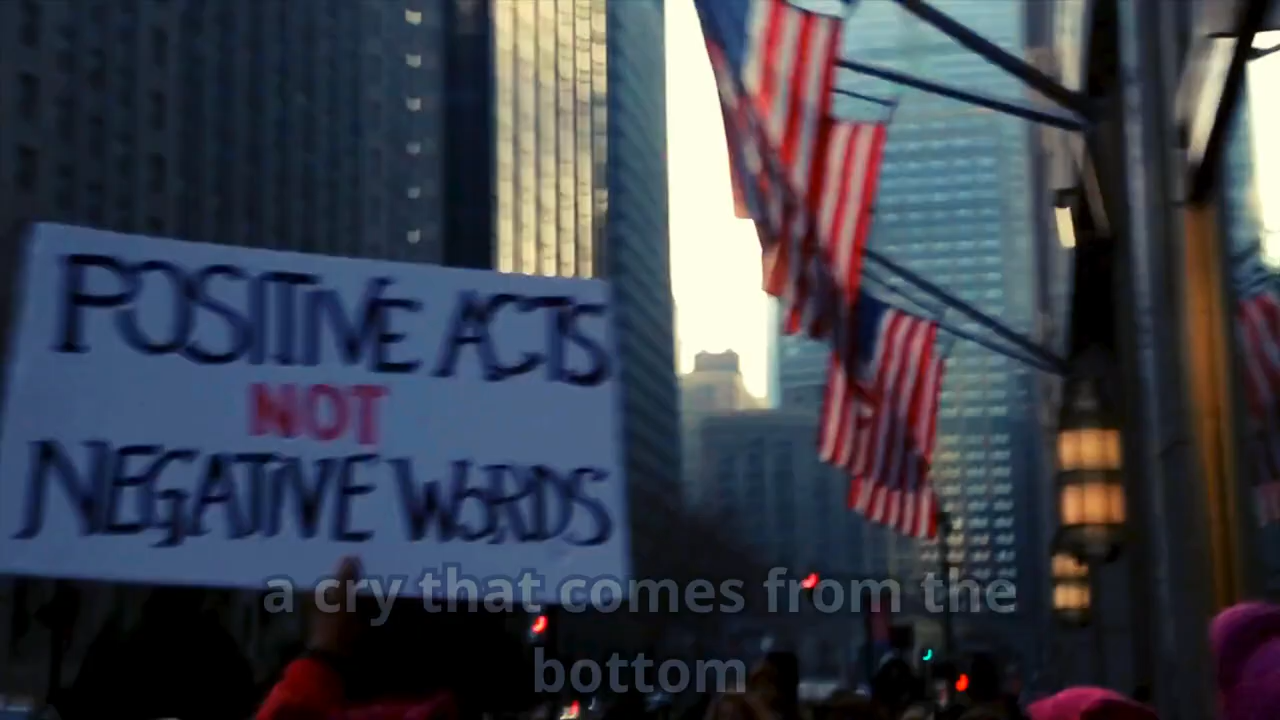 POSITIVE ACTS
NOT
NEGATIVE WORDS
a cry that comes from the
bottom